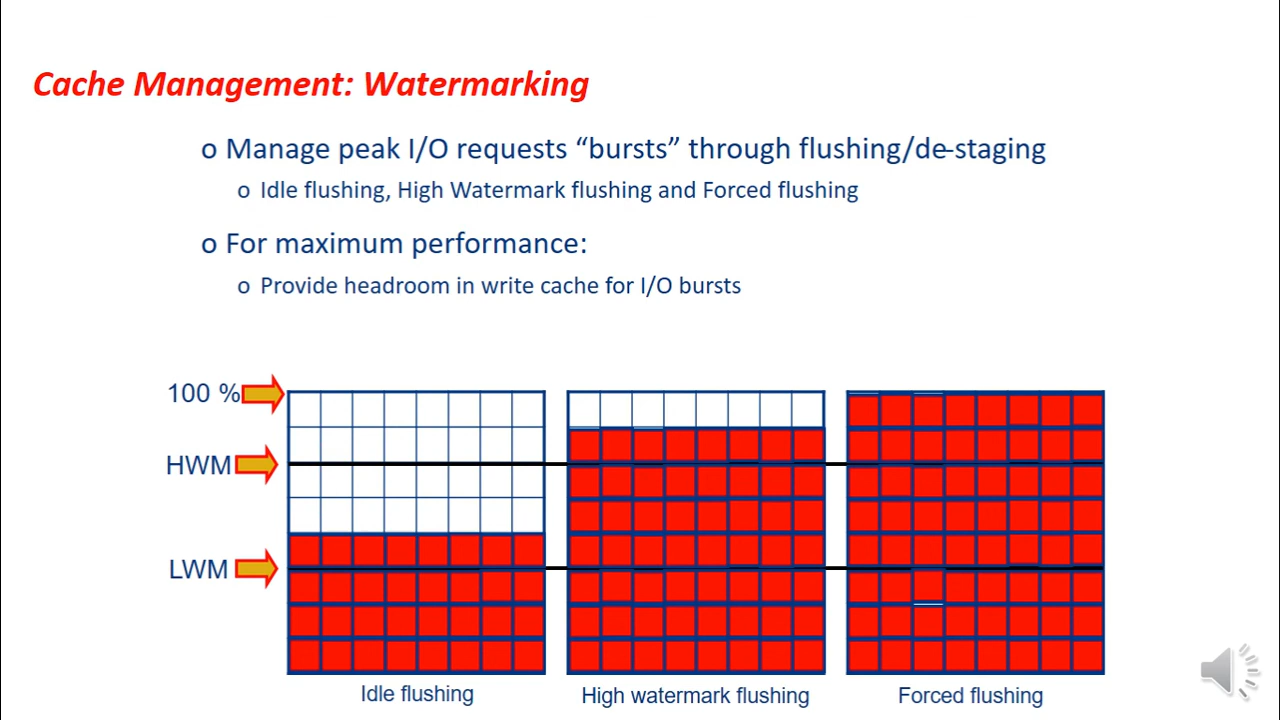 Cache Management: Watermarking
o Manage peak I/O requests “bursts” through flushing/de-staging
o Idle flushing, High Watermark flushing and Forced flushing
o For maximum performance:
o Provide headroom in write cache for I/O bursts
100 %
HWM
LWM
Idle flushing
High watermark flushing
Forced flushing